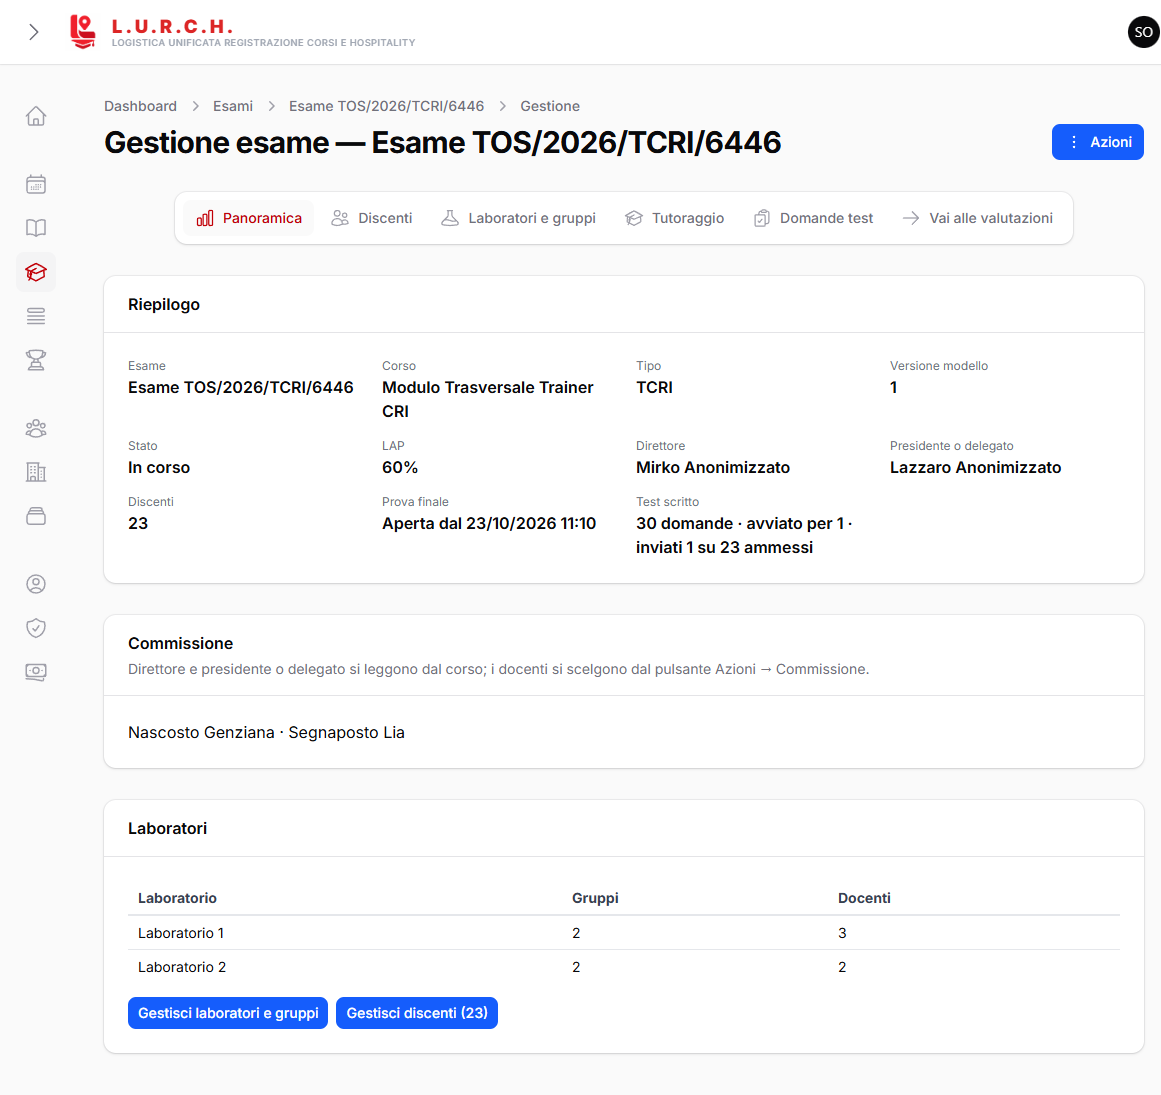 L.U.R.C.H.
LOGISTICA UNIFICATA REGISTRAZIONE CORSI E HOSPITALITY
SO
Dashboard > Esami > Esame TOS/2026/TCRI/6446 > Gestione
Gestione esame — Esame TOS/2026/TCRI/6446
Azioni
Panoramica Discenti Laboratori e gruppi Tutoraggio Domande test Vai alle valutazioni
Riepilogo
Esame
Esame TOS/2026/TCRI/6446
Corso
Modulo Trasversale Trainer
CRI
Tipo
TCRI
Versione modello
1
Stato
In corso
LAP
60%
Direttore
Mirko Anonimizzato
Presidente o delegato
Lazzaro Anonimizzato
Discenti
23
Prova finale
Aperta dal 23/10/2026 11:10
Test scritto
30 domande · avviato per 1 ·
inviati 1 su 23 ammessi
Commissione
Direttore e presidente o delegato si leggono dal corso; i docenti si scelgono dal pulsante Azioni → Commissione.
Nascosto Genziana · Segnaposto Lia
Laboratori
Laboratorio Gruppi Docenti
Laboratorio 1 2 3
Laboratorio 2 2 2
Gestisci laboratori e gruppi Gestisci discenti (23)